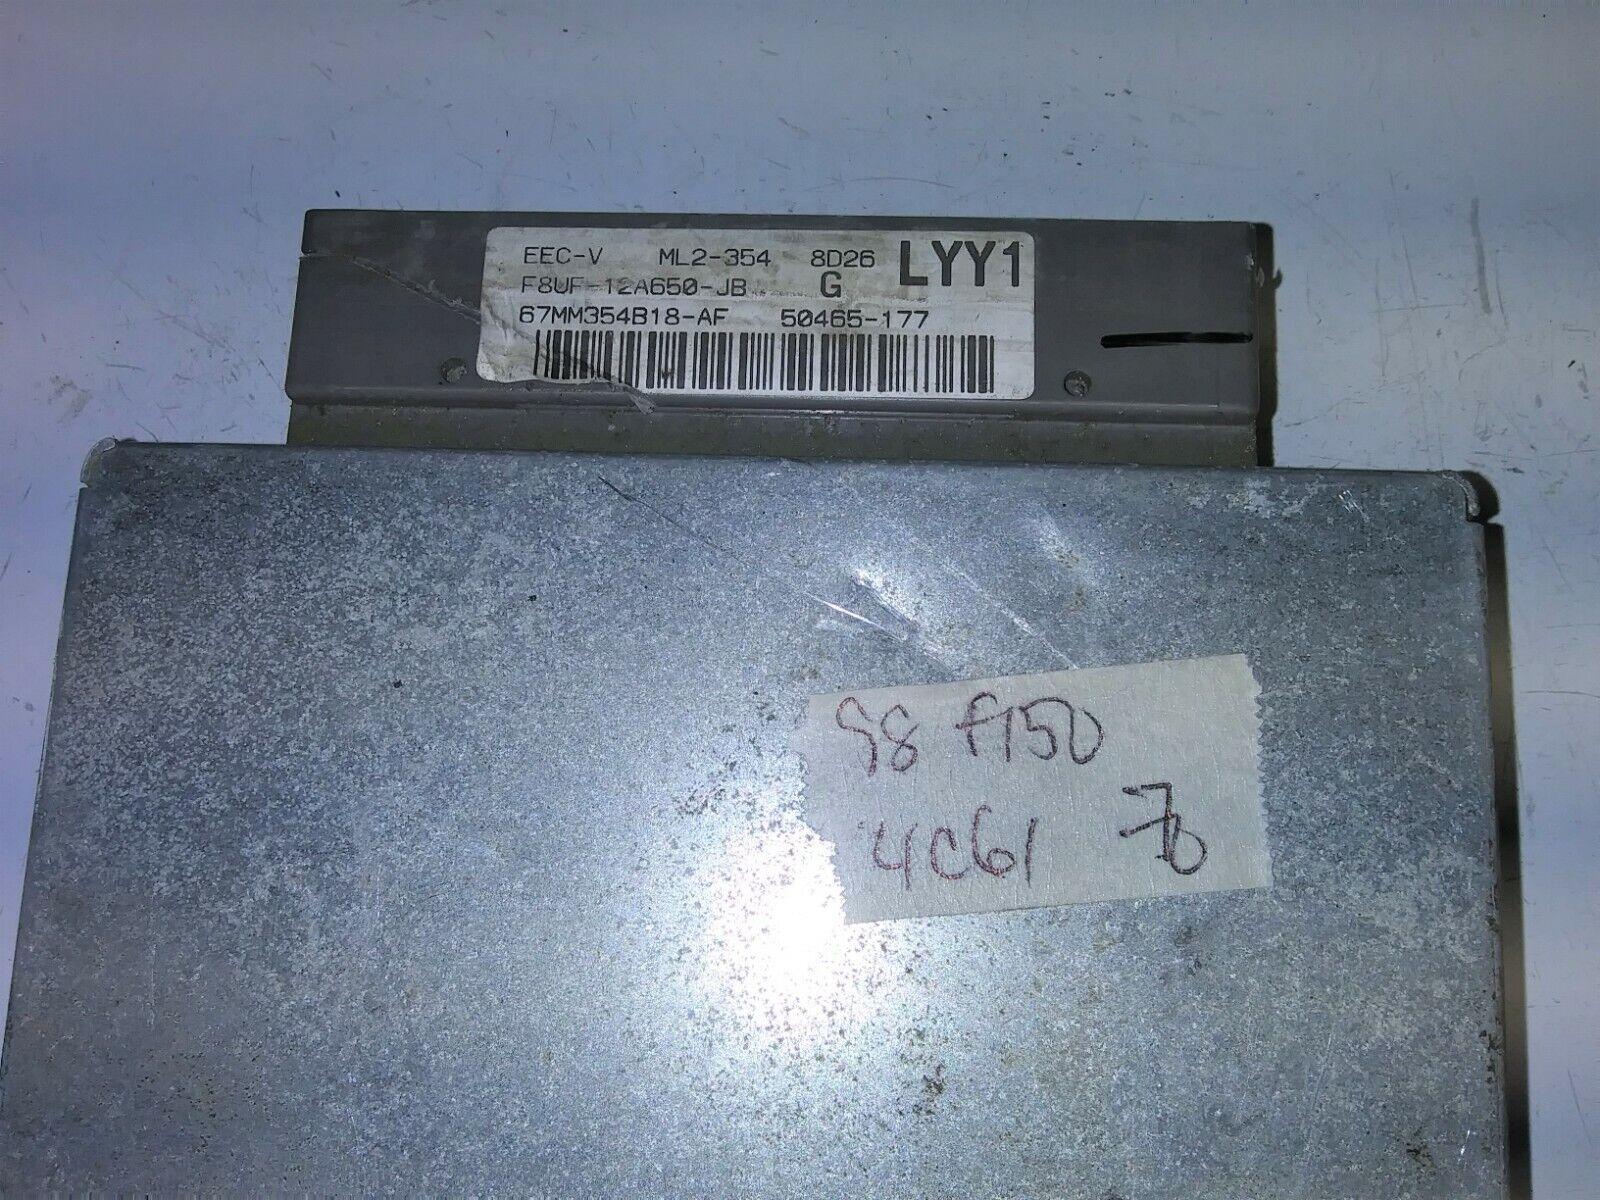 EEC-V ML2-354 8D26 LYY1
F8UF-12A650-JB G
67MM354B18-AF 50465-177
98 f150
4C61 70